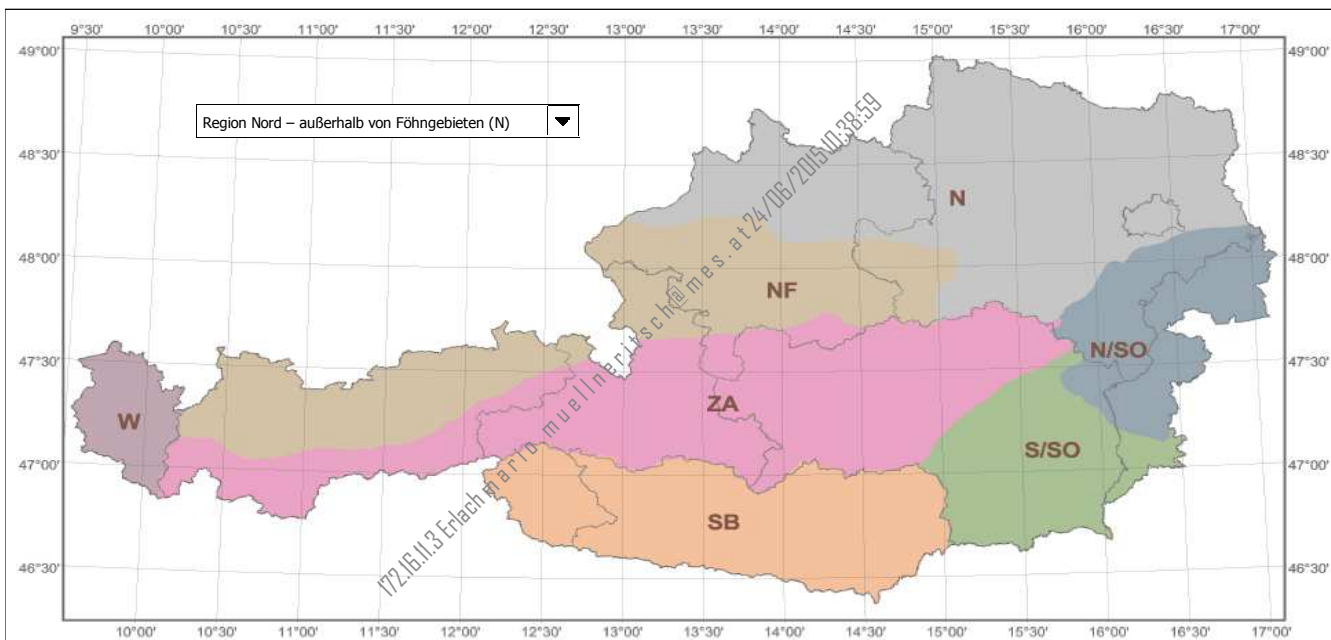 9°30' 10°00' 10°30' 11°00' 11°30' 12°00' 12°30' 13°00' 13°30' 14°00' 14°30' 15°00' 15°30' 16°00' 16°30' 17°00'
49°00' 49°00'
Region Nord – außerhalb von Föhngebieten (N)
48°30' 48°30'
N
48°00' 48°00'
NF
N/SO
47°30' 47°30'
W
ZA
S/SO
47°00' 47°00'
SB
46°30' 46°30'
10°00' 10°30' 11°00' 11°30' 12°00' 12°30' 13°00' 13°30' 14°00' 14°30' 15°00' 15°30' 16°00' 16°30' 17°00'
172.16.11.3 Erlach mario.muellneritsch@mes.at 24/06/2015 10:38:59